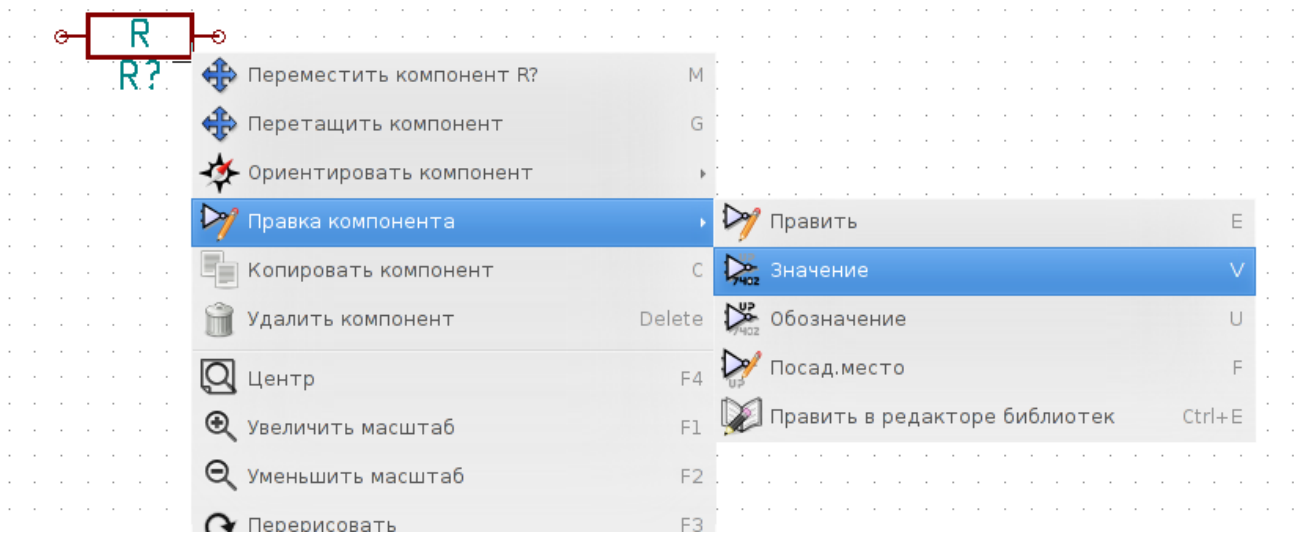 R
R?
Переместить компонент R? M
Перетащить компонент G
Ориентировать компонент
Правка компонента
Править E
Копировать компонент C
Значение V
Удалить компонент Delete
Обозначение U
Посад.место F
Центр F4
Править в редакторе библиотек Ctrl+E
Увеличить масштаб F1
Уменьшить масштаб F2
Перерисовать F3